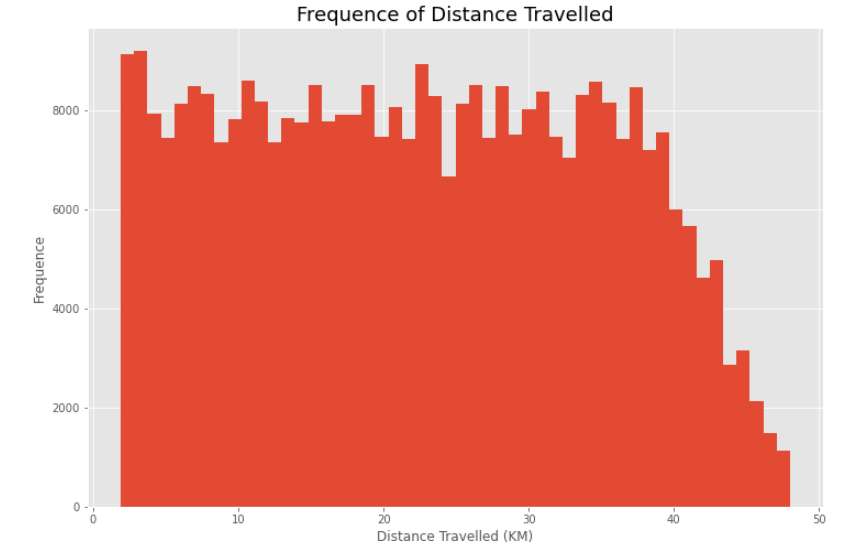 Frequence of Distance Travelled
8000
6000
4000
2000
0
Frequence
0 10 20 30 40 50
Distance Travelled (KM)